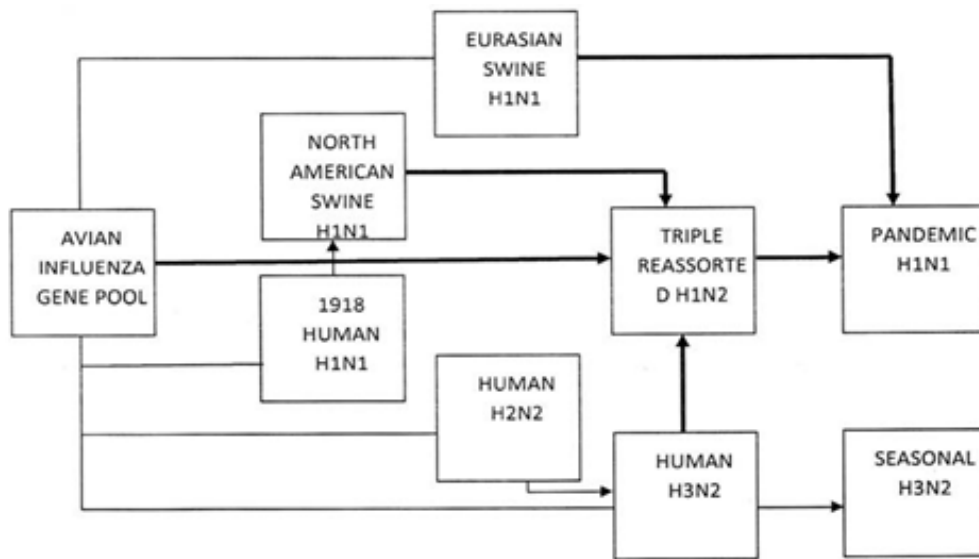 EURASIAN
SWINE
H1N1
NORTH
AMERICAN
SWINE
H1N1
AVIAN
INFLUENZA
GENE POOL
TRIPLE
REASSORTE
D H1N2
PANDEMIC
H1N1
1918
HUMAN
H1N1
HUMAN
H2N2
HUMAN
H3N2
SEASONAL
H3N2